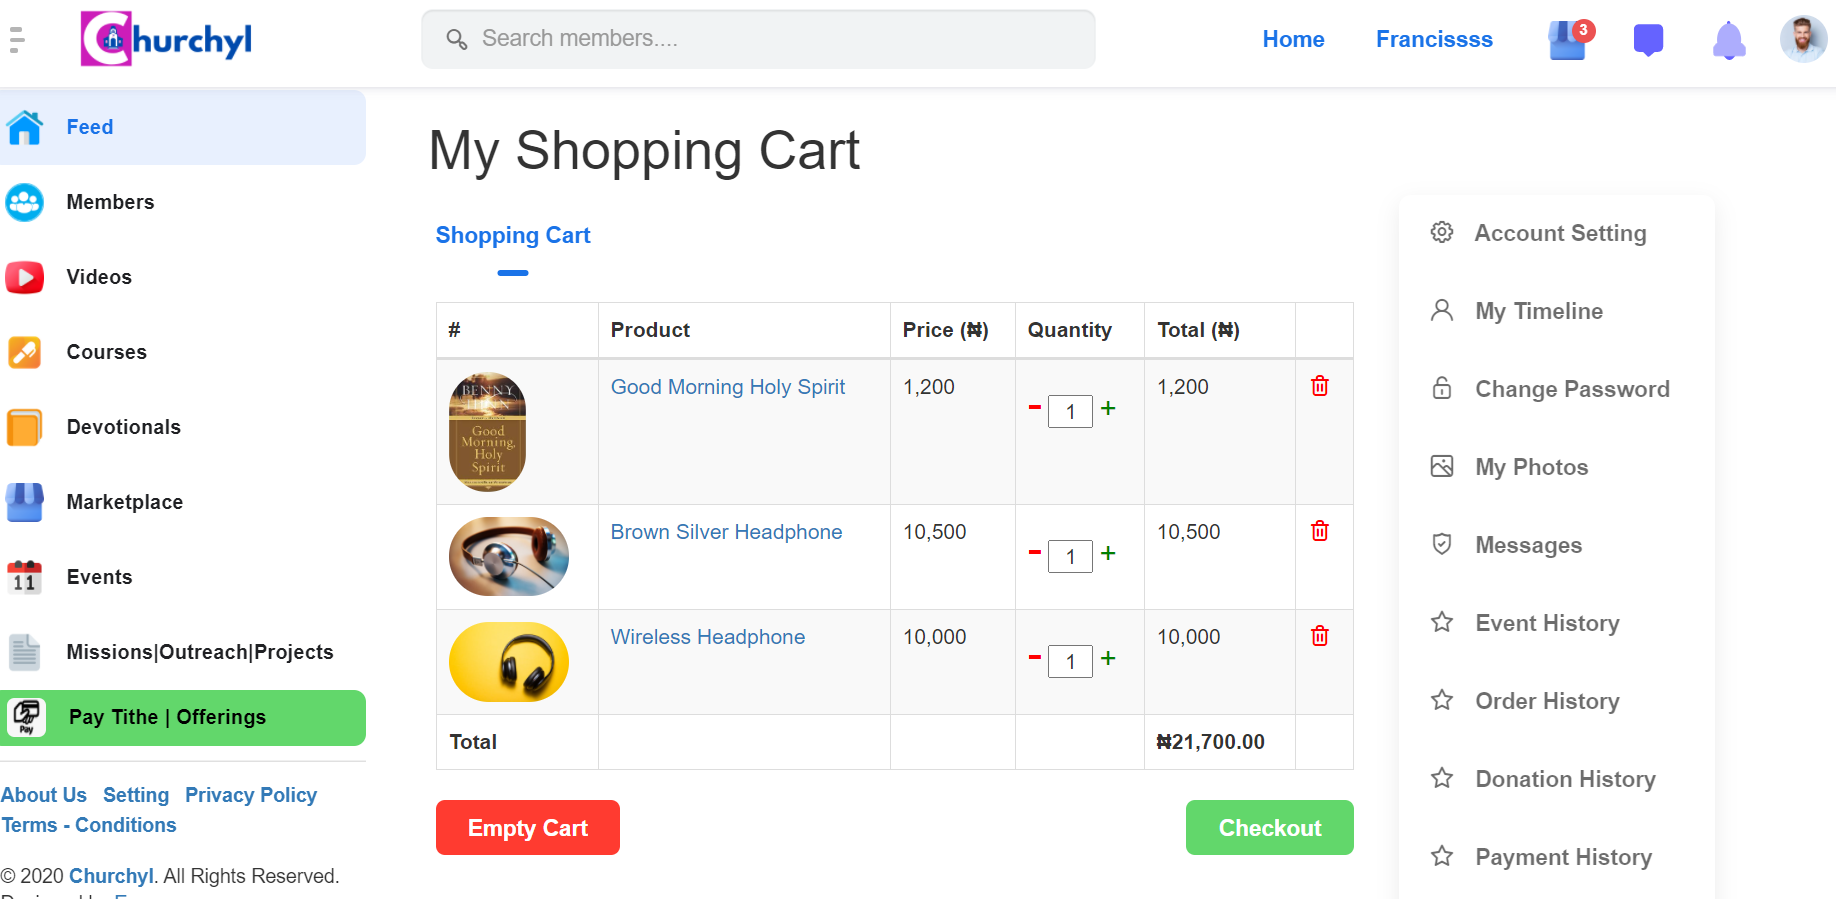 Churchyl
Search members....
Home
Francissss
3
Feed
Members
Videos
Courses
Devotionals
Marketplace
11
Events
Missions|Outreach|Projects
Pay
Pay Tithe | Offerings
About Us Setting Privacy Policy
Terms - Conditions
© 2020 Churchyl. All Rights Reserved.
My Shopping Cart
Shopping Cart
# Product Price (₦) Quantity Total (₦)
BENNY
HINN
Good
Morning,
Holy
Spirit
Good Morning Holy Spirit 1,200 - 1 + 1,200
Brown Silver Headphone 10,500 - 1 + 10,500
Wireless Headphone 10,000 - 1 + 10,000
Total ₦21,700.00
Empty Cart
Checkout
Account Setting
My Timeline
Change Password
My Photos
Messages
Event History
Order History
Donation History
Payment History